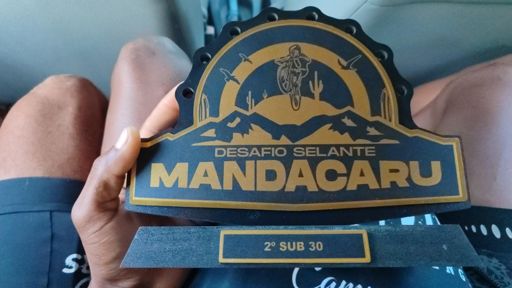 DESAFIO SELANTE
MANDACARU
2º SUB 30